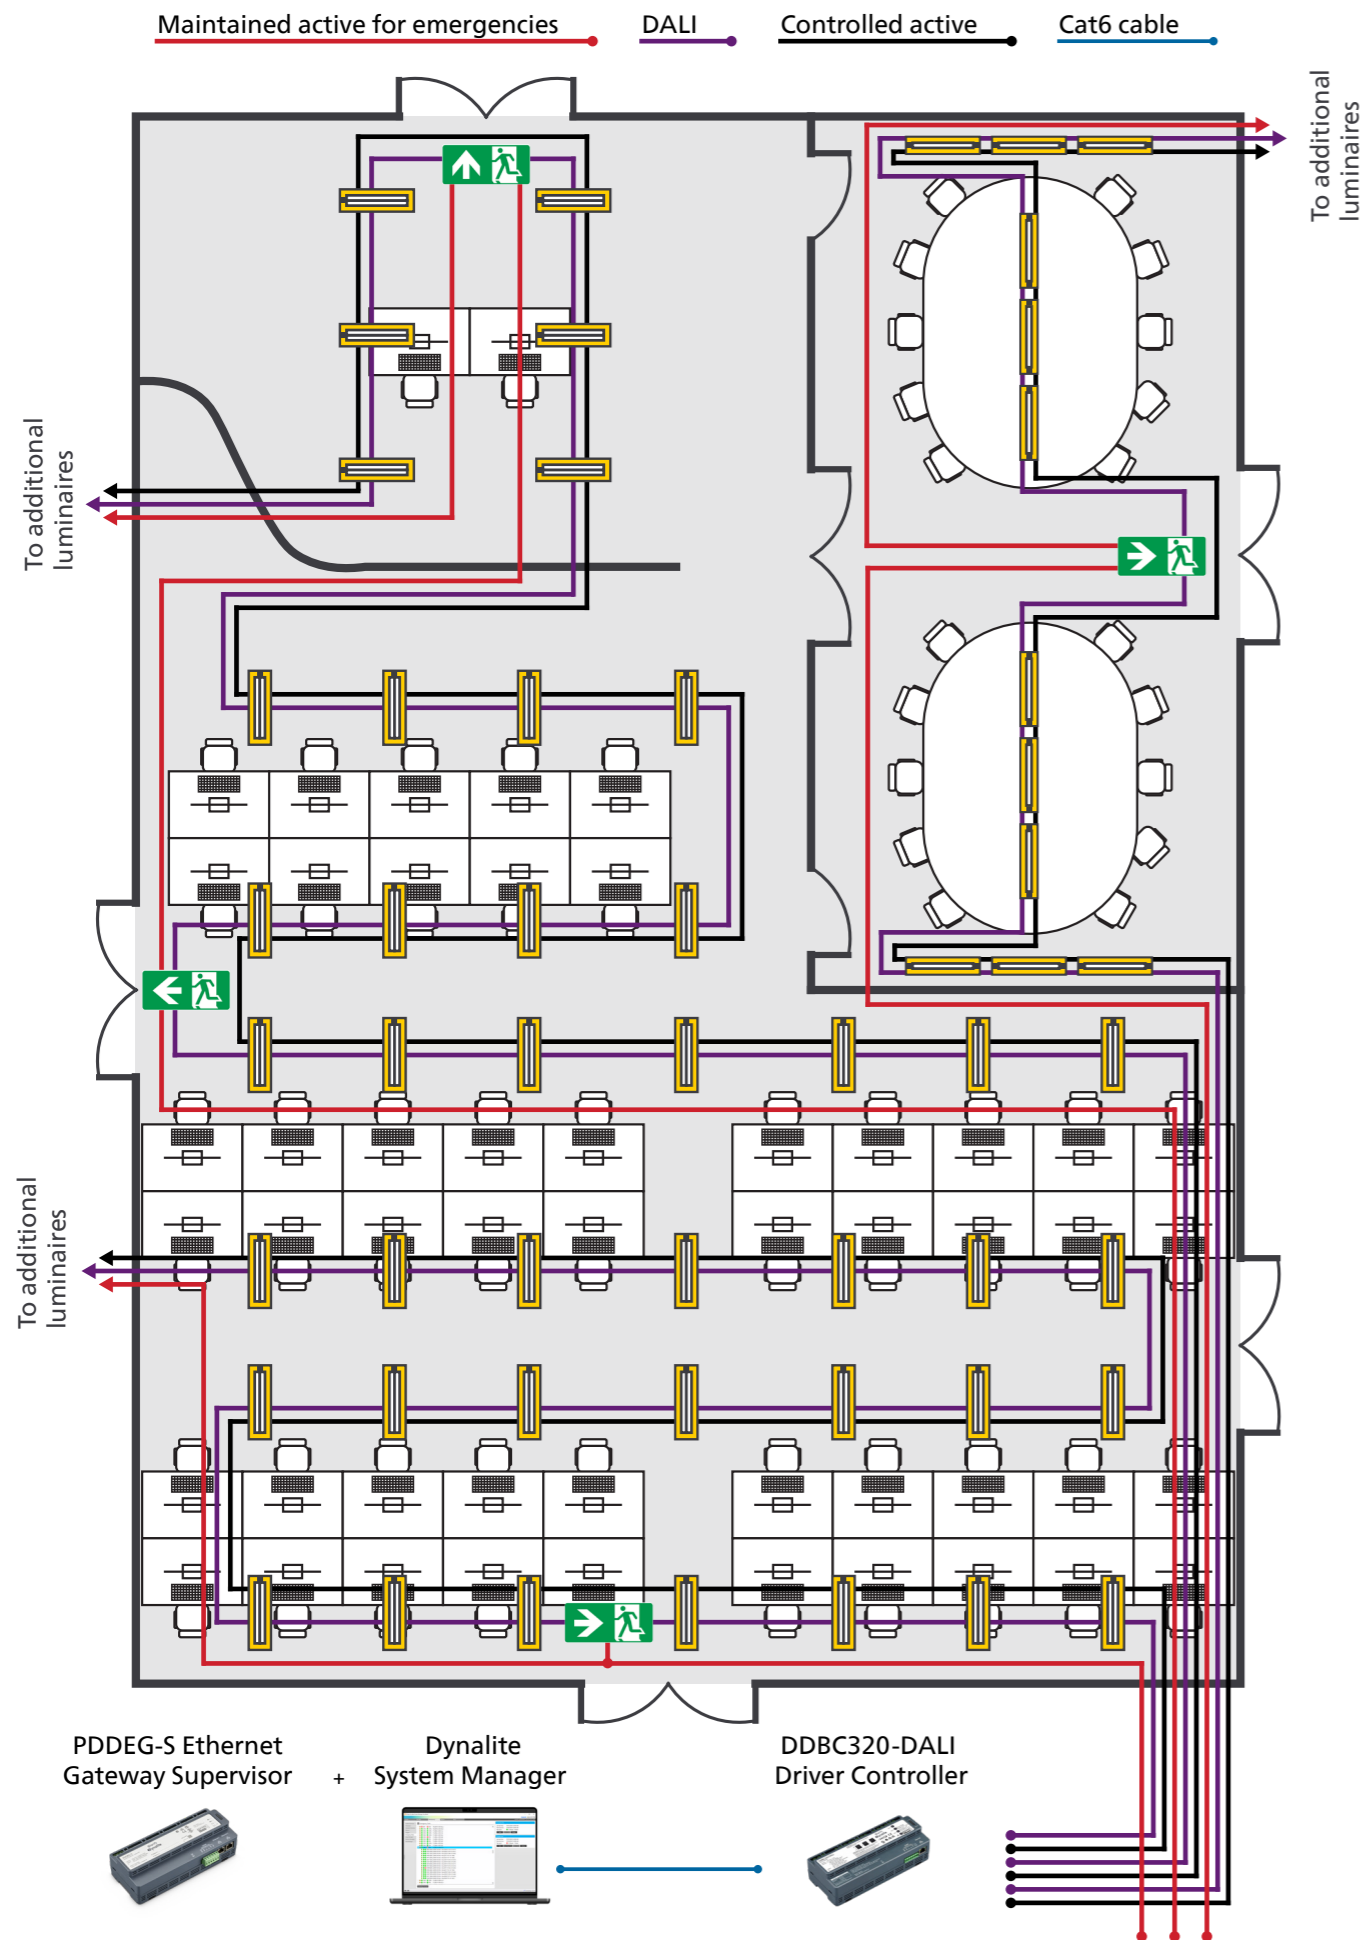 Maintained active for emergencies
DALI
Controlled active
Cat6 cable
To additional
luminaires
To additional
luminaires
To additional
luminaires
PDDEG-S Ethernet
Gateway Supervisor
+
Dynalite
System Manager
DDBC320-DALI
Driver Controller